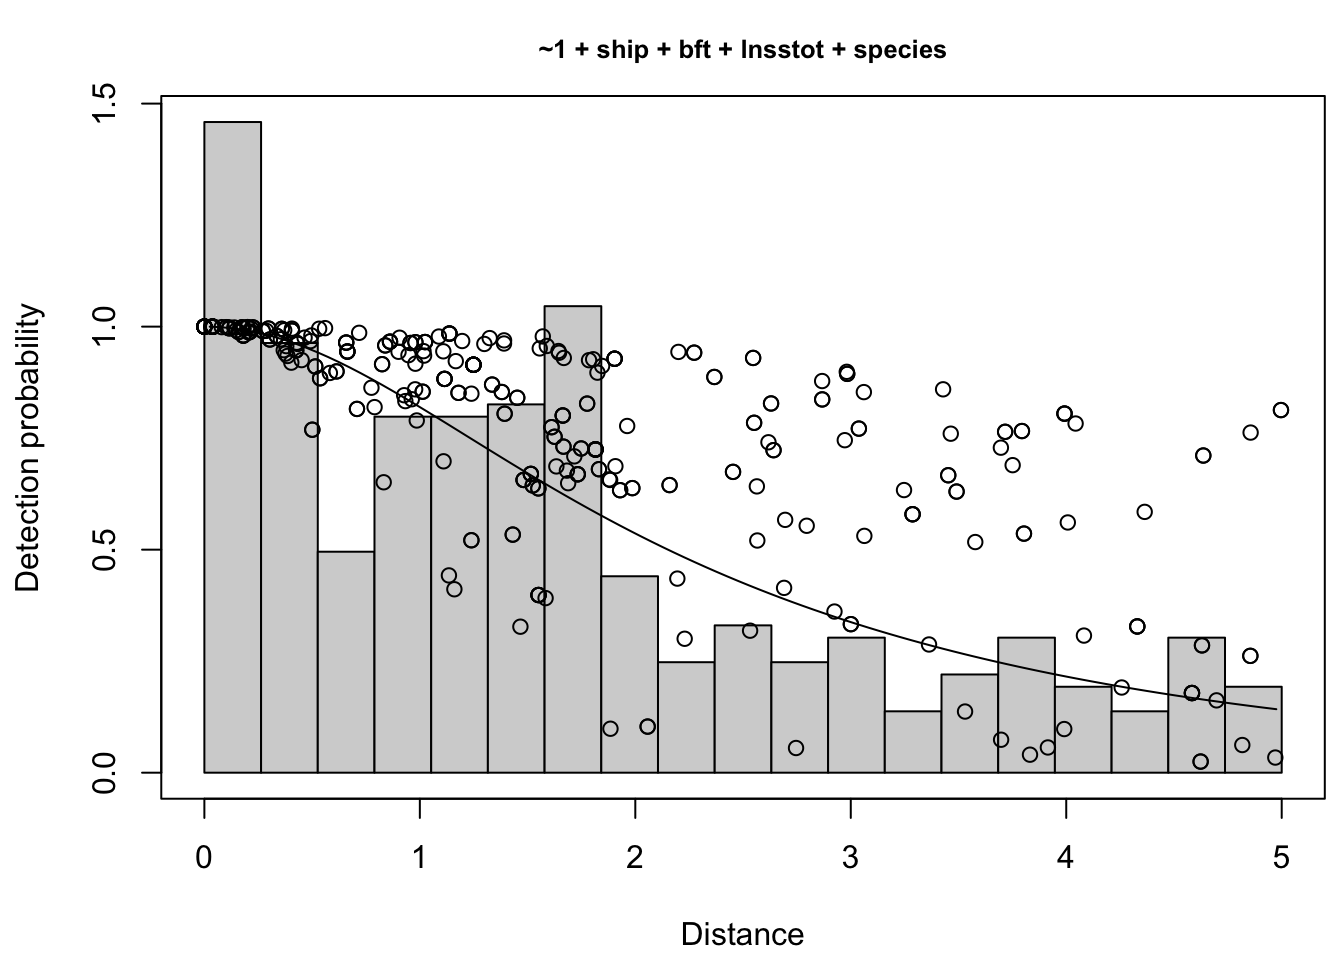 ~1 + ship + bft + lnsstot + species
Detection probability
1.5
1.0
0.5
0.0
0 1 2 3 4 5
Distance